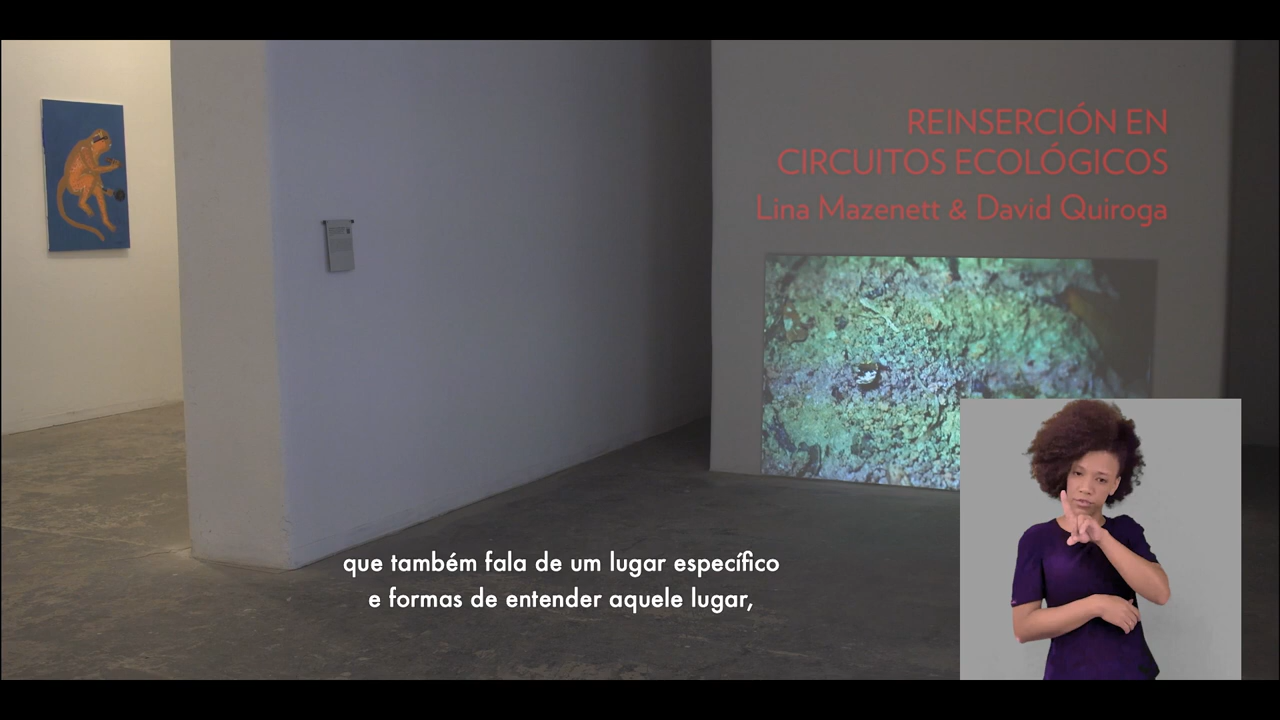 REINSERCIÓN EN
CIRCUITOS ECOLÓGICOS
Lina Mazenett & David Quiroga
que também fala de um lugar específico
e formas de entender aquele lugar,